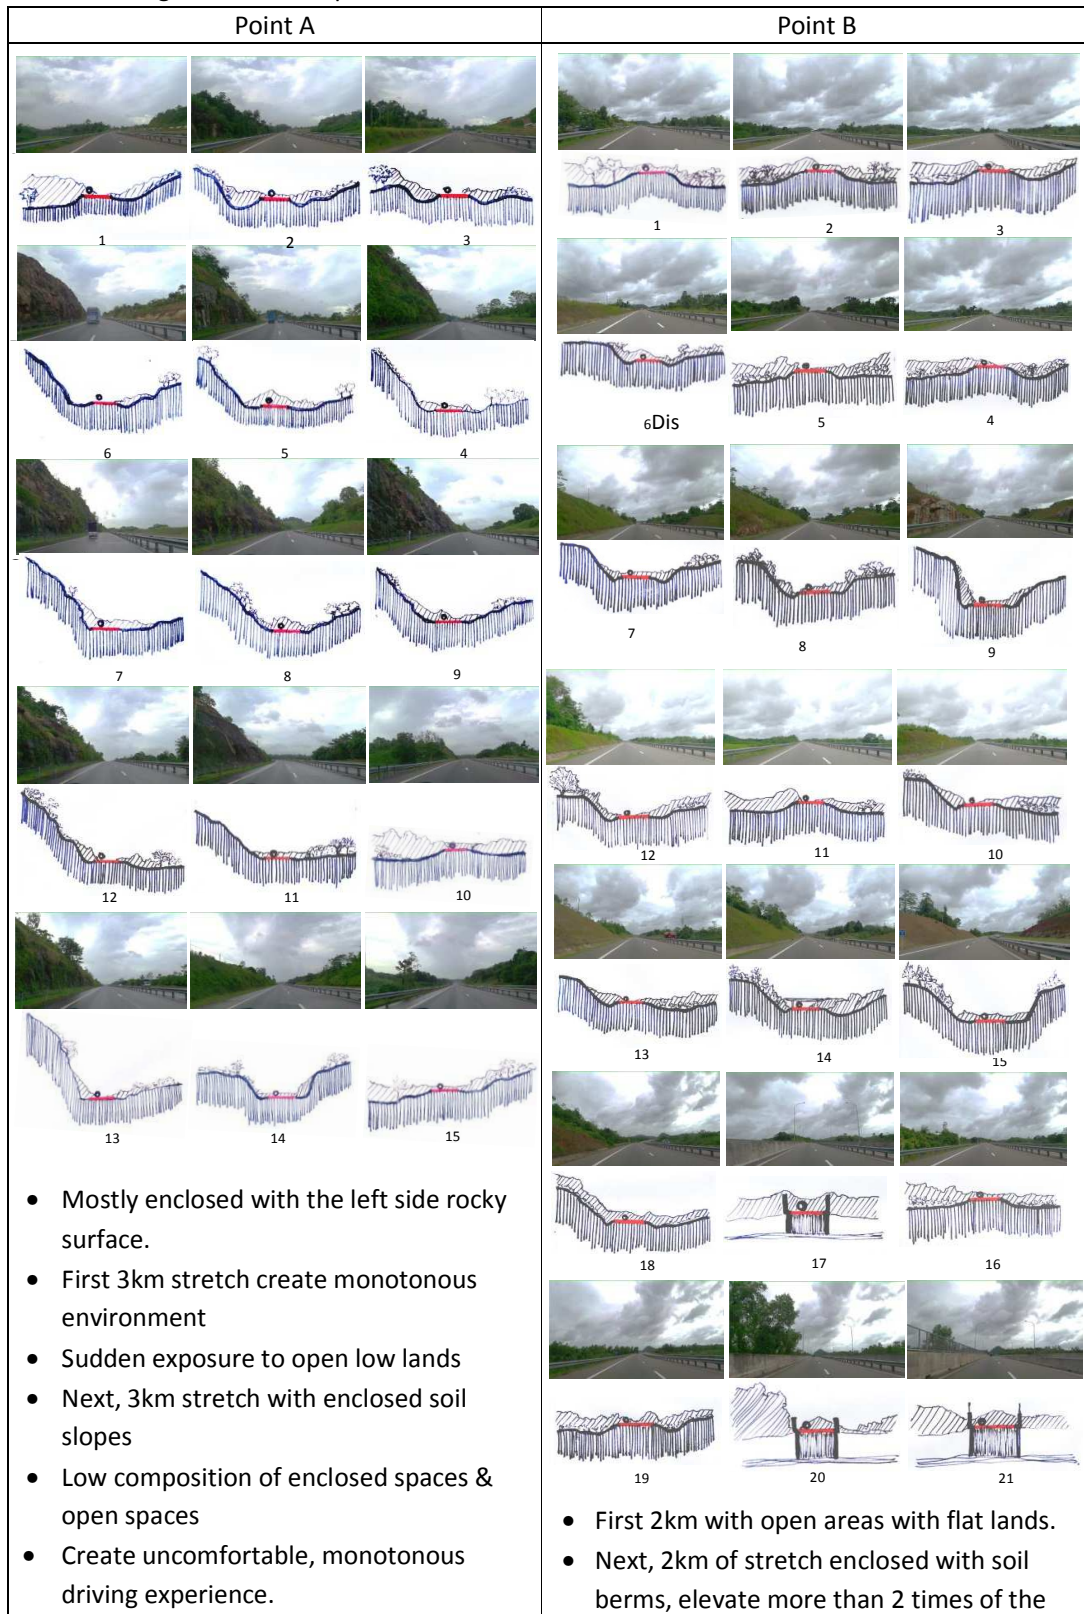 Point A
Point B
1 2 3
6 5 4
7 8 9
12 11 10
13 14 15
• Mostly enclosed with the left side rocky
surface.
• First 3km stretch create monotonous
environment
• Sudden exposure to open low lands
• Next, 3km stretch with enclosed soil
slopes
• Low composition of enclosed spaces &
open spaces
• Create uncomfortable, monotonous
driving experience.
1 2 3
6Dis 5 4
7 8 9
12 11 10
13 14 15
18 17 16
19 20 21
• First 2km with open areas with flat lands.
• Next, 2km of stretch enclosed with soil
berms, elevate more than 2 times of the